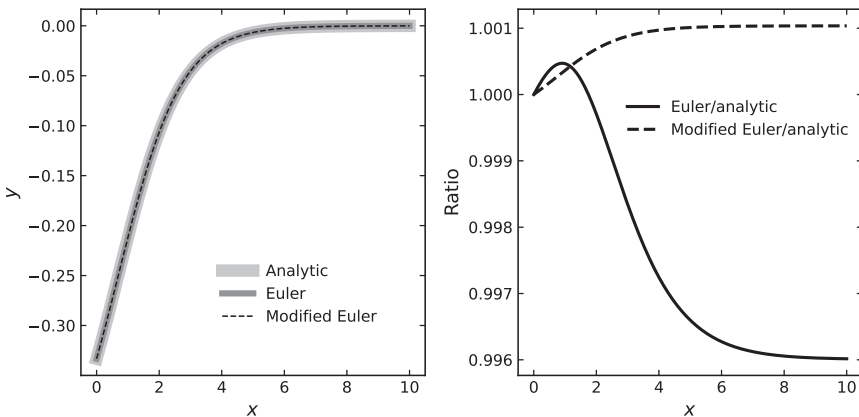 0.00
−0.05
−0.10
−0.15
−0.20
−0.25
−0.30
y
0 2 4 6 8 10
x
Analytic
Euler
Modified Euler
1.001
1.000
0.999
0.998
0.997
0.996
Ratio
0 2 4 6 8 10
x
Euler/analytic
Modified Euler/analytic